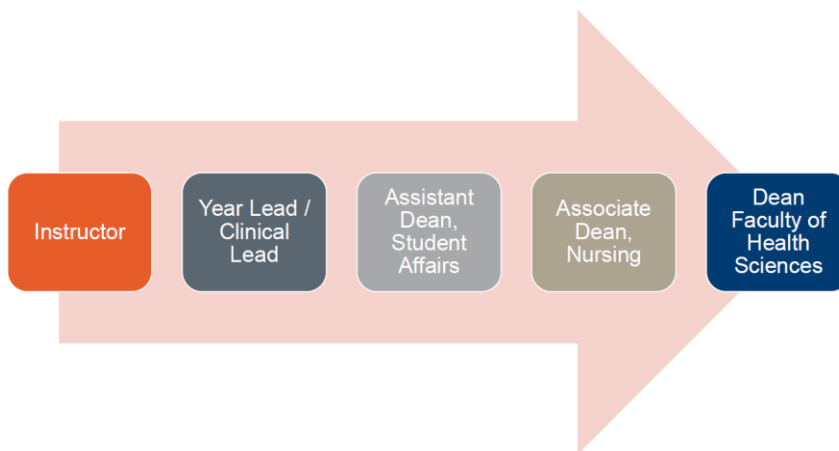 Instructor
Year Lead /
Clinical
Lead
Assistant
Dean,
Student
Affairs
Associate
Dean,
Nursing
Dean
Faculty of
Health
Sciences